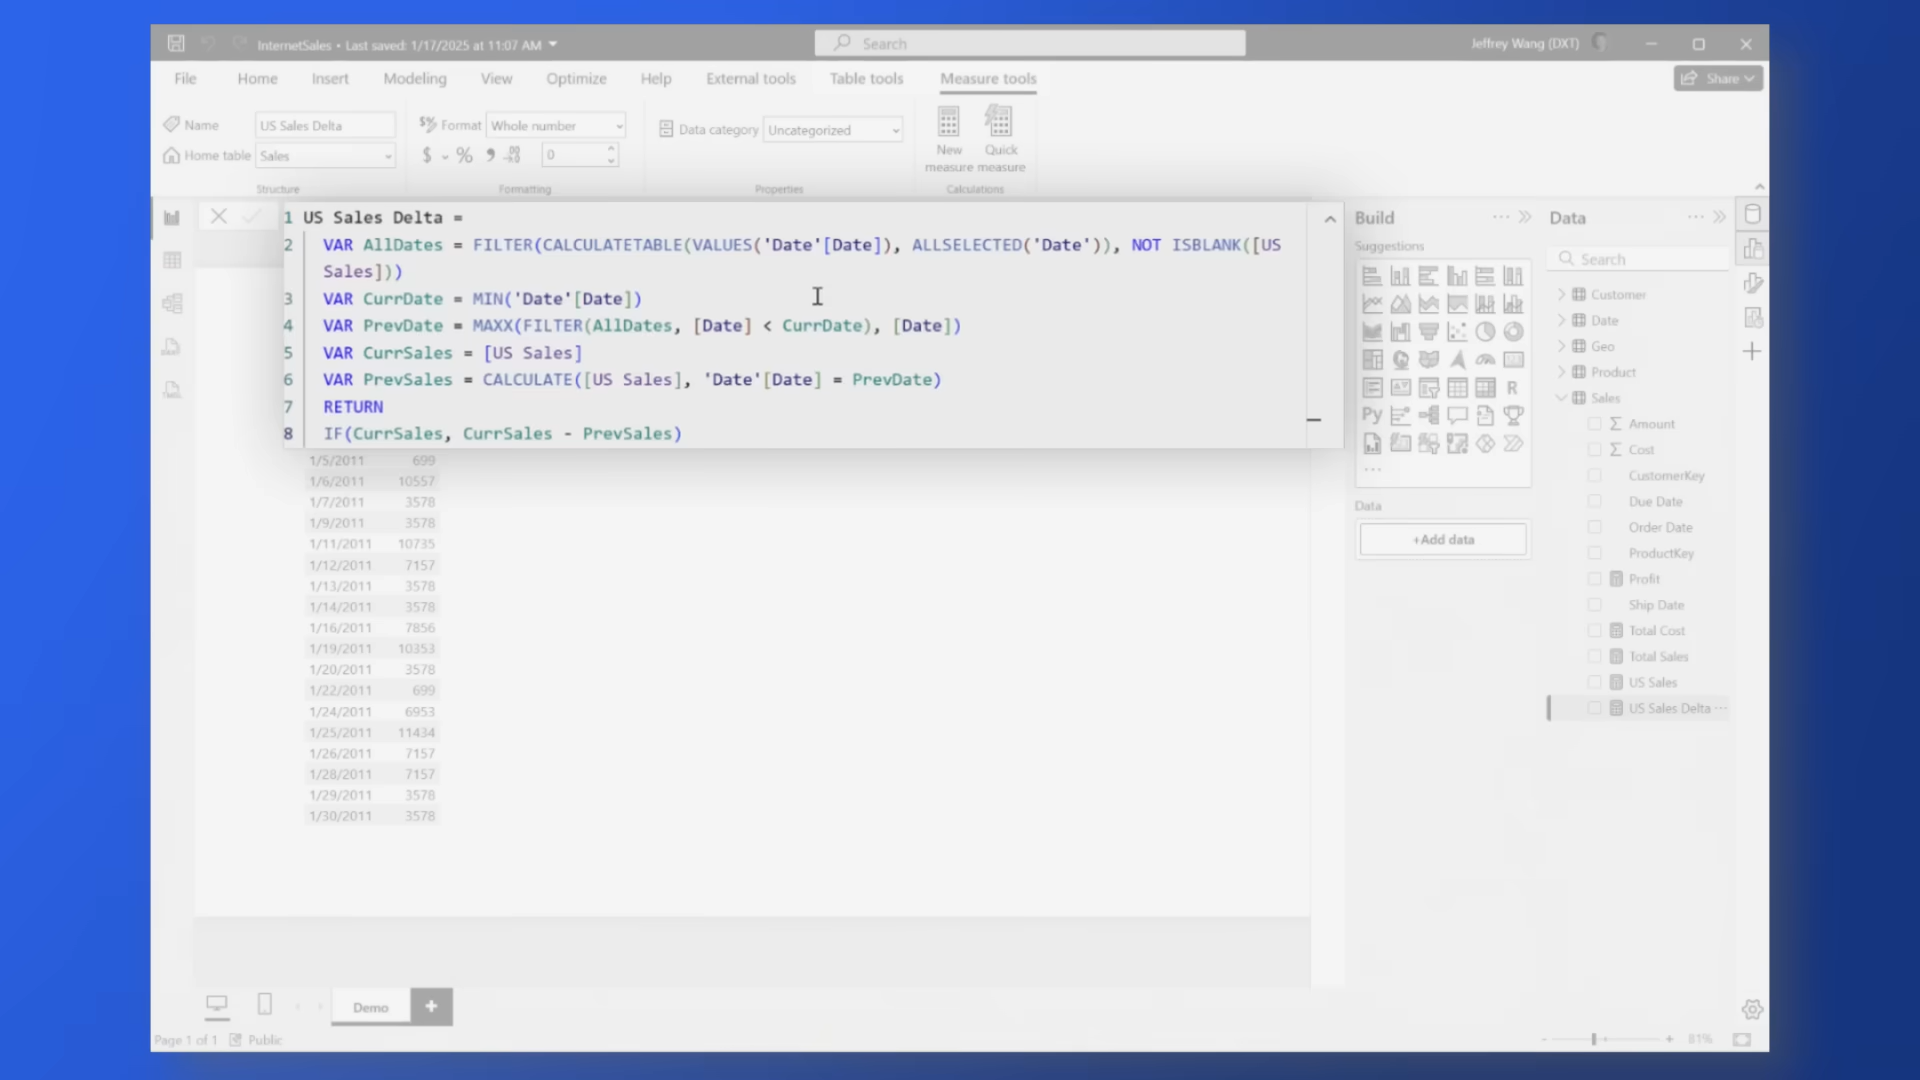 InternetSales • Last saved: 1/17/2025 at 11:07 AM
Search
Jeffrey Wang (DXT)
File Home Insert Modeling View Optimize Help External tools Table tools Measure tools
Share
Name US Sales Delta
Format Whole number
Data category Uncategorized
Home table Sales
$ % 0
New measure
Quick measure
Structure
Formatting
Properties
Calculations
1 US Sales Delta =
2 VAR AllDates = FILTER(CALCULATETABLE(VALUES('Date'[Date]), ALLSELECTED('Date')), NOT ISBLANK([US
Sales]))
3 VAR CurrDate = MIN('Date'[Date])
4 VAR PrevDate = MAXX(FILTER(AllDates, [Date] < CurrDate), [Date])
5 VAR CurrSales = [US Sales]
6 VAR PrevSales = CALCULATE([US Sales], 'Date'[Date] = PrevDate)
7 RETURN
8 IF(CurrSales, CurrSales - PrevSales)
1/5/2011 699
1/6/2011 10557
1/7/2011 3578
1/9/2011 3578
1/11/2011 10735
1/12/2011 7157
1/13/2011 3578
1/14/2011 3578
1/16/2011 7856
1/19/2011 10353
1/20/2011 3578
1/22/2011 699
1/24/2011 6953
1/25/2011 11434
1/26/2011 7157
1/28/2011 7157
1/29/2011 3578
1/30/2011 3578
Build
Suggestions
R
Py
Data
+Add data
Data
Search
Customer
Date
Geo
Product
Sales
Amount
Cost
CustomerKey
Due Date
Order Date
ProductKey
Profit
Ship Date
Total Cost
Total Sales
US Sales
US Sales Delta
Demo
Page 1 of 1
Public
81%